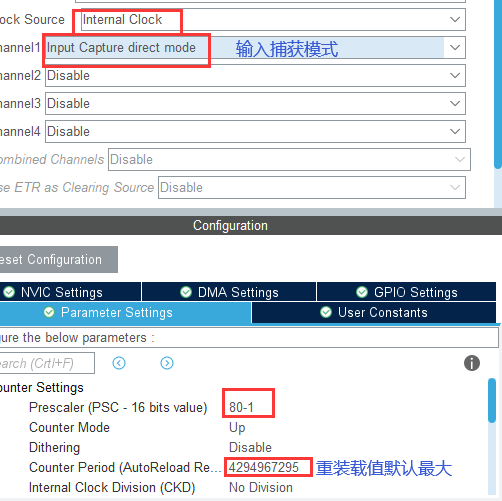 lock Source Internal Clock
hannel1 Input Capture direct mode 输入捕获模式
hannel2 Disable
hannel3 Disable
hannel4 Disable
ombined Channels Disable
se ETR as Clearing Source Disable
Configuration
eset Configuration
NVIC Settings DMA Settings GPIO Settings
Parameter Settings User Constants
gure the below parameters :
earch (Crtl+F)
ounter Settings
Prescaler (PSC - 16 bits value) 80-1
Counter Mode Up
Dithering Disable
Counter Period (AutoReload Re... 4294967295 重装载值默认最大
Internal Clock Division (CKD) No Division